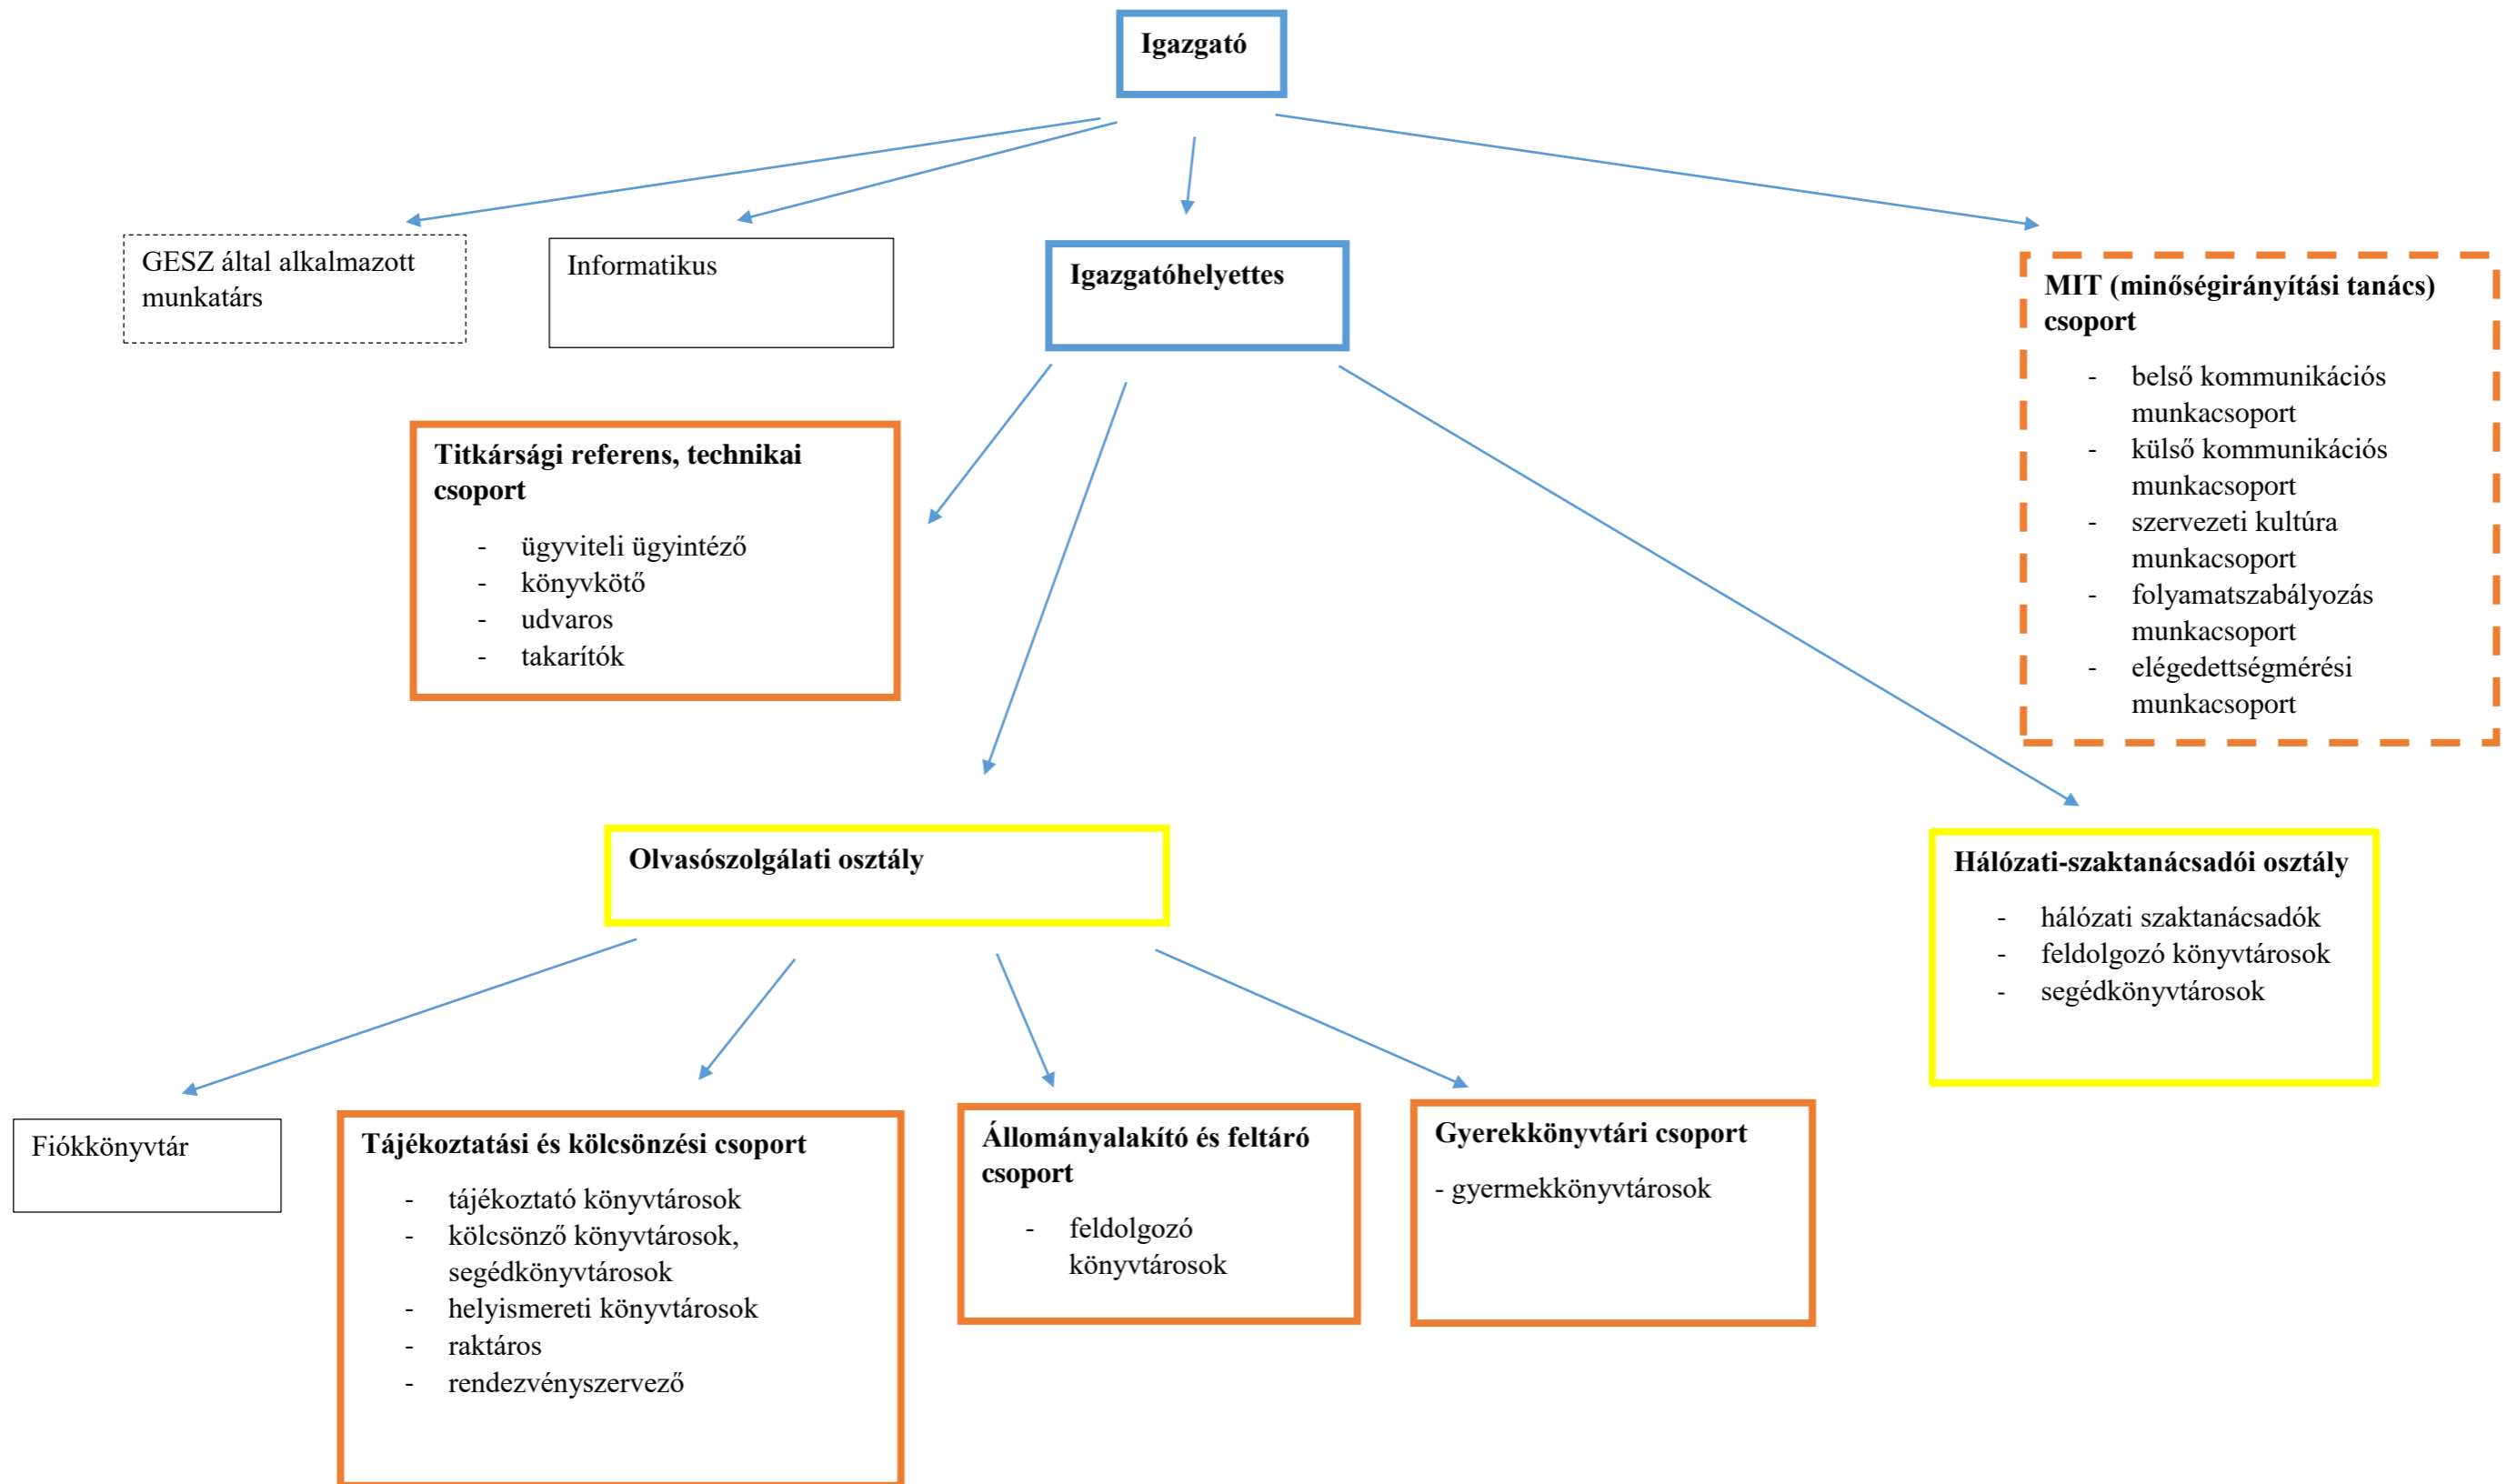 Igazgató
GESZ által alkalmazott
munkatárs
Informatikus
Igazgatóhelyettes
MIT (minőségirányítási tanács)
csoport
- belső kommunikációs
munkacsoport
- külső kommunikációs
munkacsoport
- szervezeti kultúra
munkacsoport
- folyamatszabályozás
munkacsoport
- elégedettségmérési
munkacsoport
Titkársági referens, technikai
csoport
- ügyviteli ügyintéző
- könyvkötő
- udvaros
- takarítók
Olvasószolgálati osztály
Hálózati-szaktanácsadói osztály
- hálózati szaktanácsadók
- feldolgozó könyvtárosok
- segédkönyvtárosok
Fiókkönyvtár
Tájékoztatási és kölcsönzési csoport
- tájékoztató könyvtárosok
- kölcsönző könyvtárosok,
segédkönyvtárosok
- helyismereti könyvtárosok
- raktáros
- rendezvényszervező
Állományalakító és feltáró
csoport
- feldolgozó
könyvtárosok
Gyerekkönyvtári csoport
- gyermekkönyvtárosok